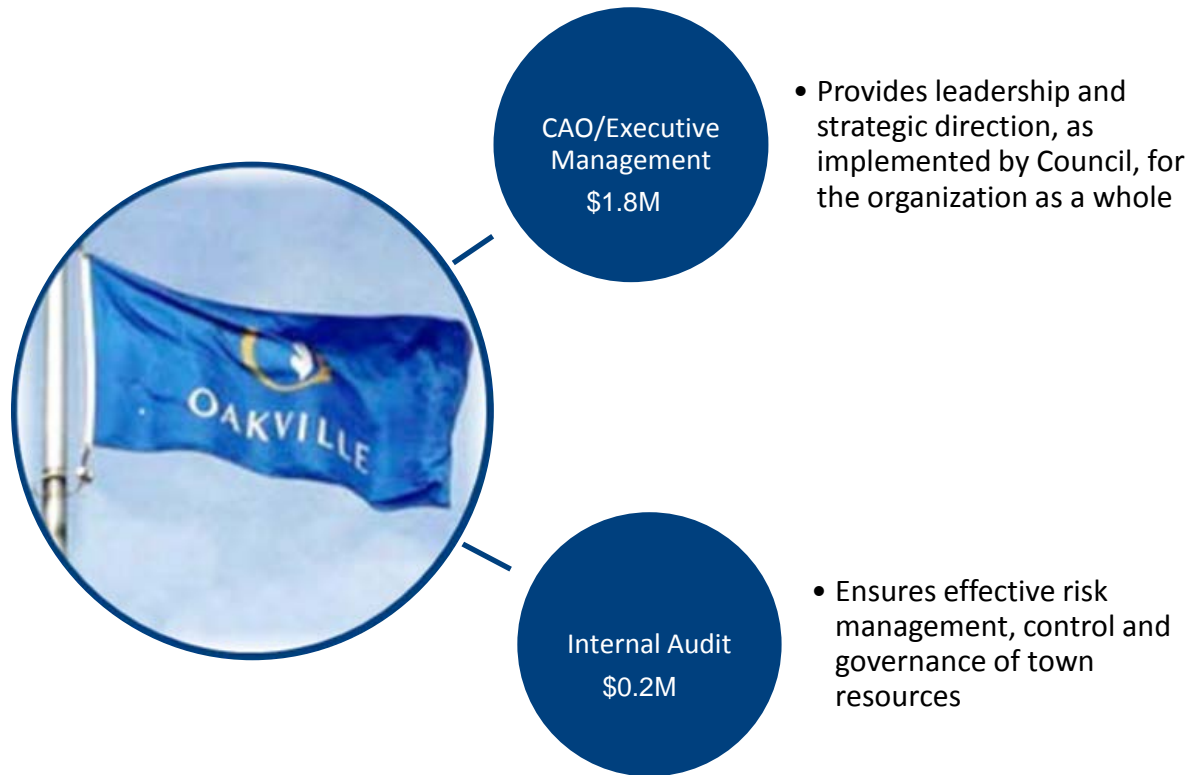 CAO/Executive
Management
$1.8M
• Provides leadership and
strategic direction, as
implemented by Council, for
the organization as a whole
OAKVILLE
Internal Audit
$0.2M
• Ensures effective risk
management, control and
governance of town
resources